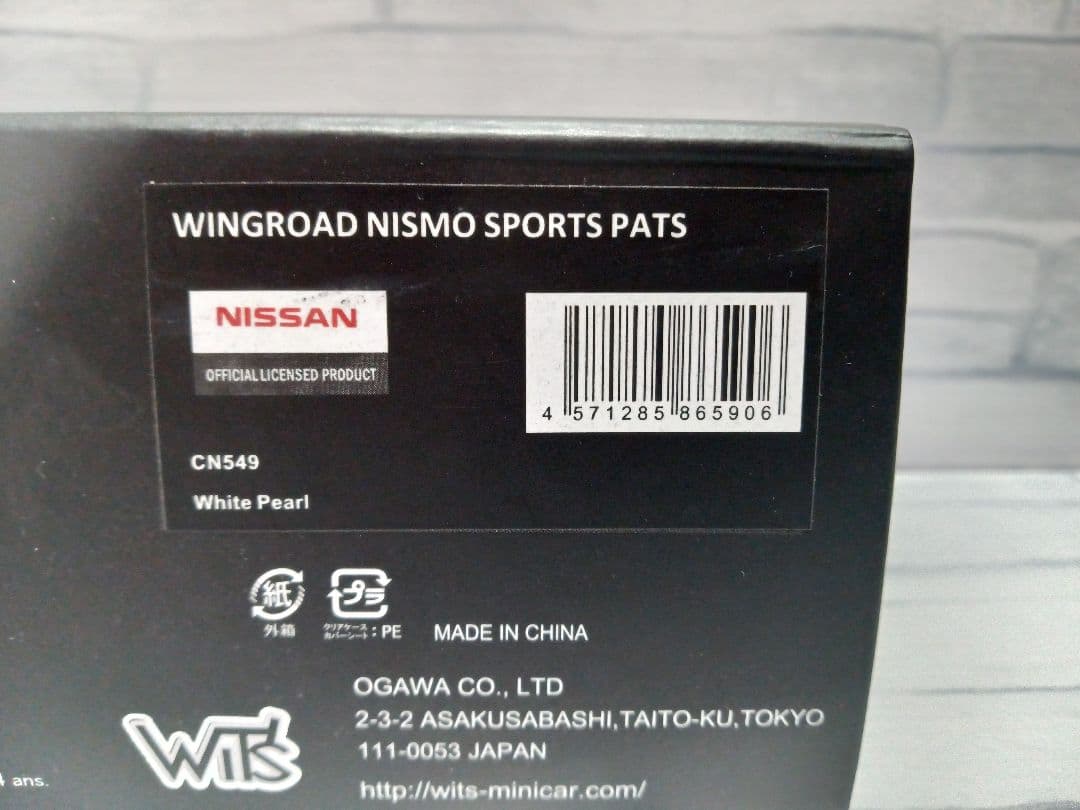 WINGROAD NISMO SPORTS PATS
NISSAN
OFFICIAL LICENSED PRODUCT
4 571285 865906
CN549
White Pearl
紙
外箱
プラ
クリアケース
カバーシート：PE
MADE IN CHINA
OGAWA CO., LTD
2-3-2 ASAKUSABASHI,TAITO-KU,TOKYO
111-0053 JAPAN
http://wits-minicar.com/
WIT'S
ans.